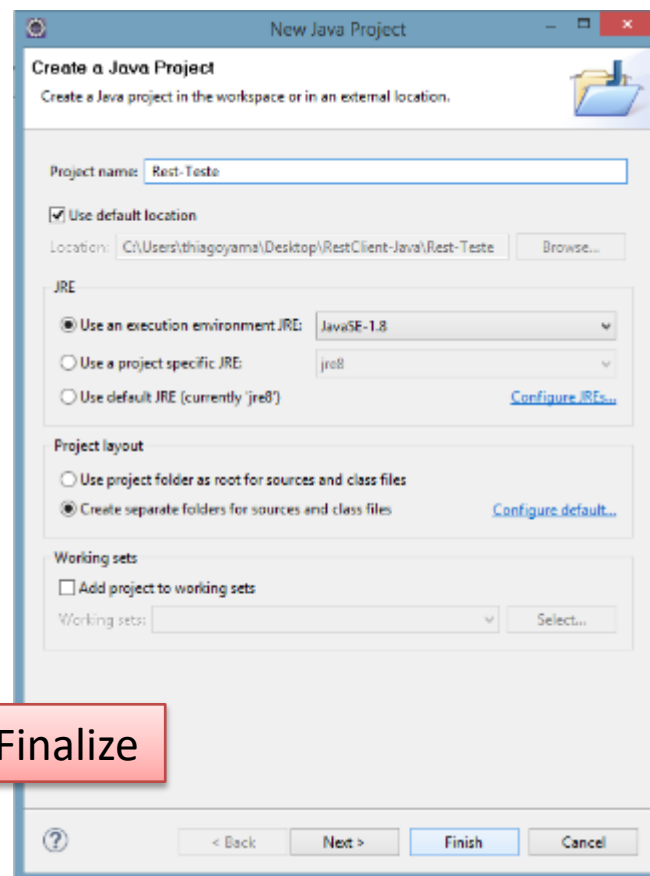 New Java Project
Create a Java Project
Create a Java project in the workspace or in an external location.
Project name: Rest-Teste
Use default location
Location: C:\Users\thiagoyama\Desktop\RestClient-Java\Rest-Teste Browse...
JRE
Use an execution environment JRE: JavaSE-1.8
Use a project specific JRE: jre8
Use default JRE (currently 'jre8') Configure JREs...
Project layout
Use project folder as root for sources and class files
Create separate folders for sources and class files Configure default...
Working sets
Add project to working sets
Working sets: Select...
Finalize
? < Back Next > Finish Cancel